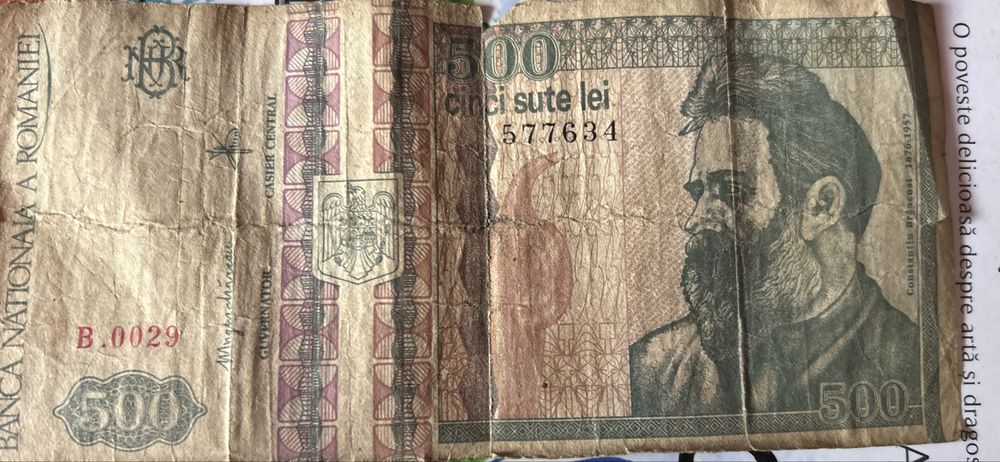 BANCA NAȚIONALĂ A ROMÂNIEI
BNR
CASIER CENTRAL
GUVERNATOR
B.0029
500
500
cinci sute lei
577634
Constantin Brâncuși 1876-1957
500
O poveste delicioasă despre artă și dragos
A